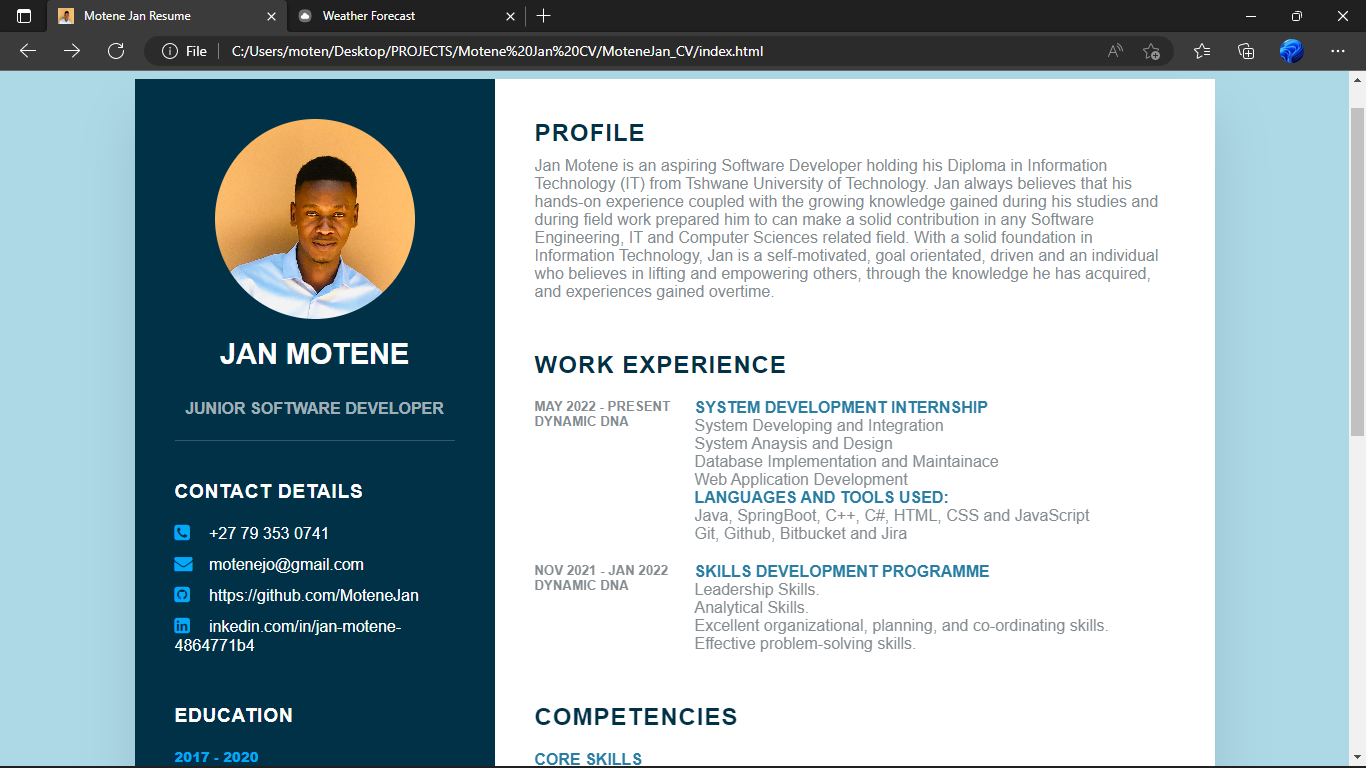 Motene Jan Resume
Weather Forecast
File
C:/Users/moten/Desktop/PROJECTS/Motene%20Jan%20CV/MoteneJan_CV/index.html
JAN MOTENE
JUNIOR SOFTWARE DEVELOPER
CONTACT DETAILS
+27 79 353 0741
motenejo@gmail.com
https://github.com/MoteneJan
inkedin.com/in/jan-motene-
4864771b4
EDUCATION
2017 - 2020
PROFILE
Jan Motene is an aspiring Software Developer holding his Diploma in Information
Technology (IT) from Tshwane University of Technology. Jan always believes that his
hands-on experience coupled with the growing knowledge gained during his studies and
during field work prepared him to can make a solid contribution in any Software
Engineering, IT and Computer Sciences related field. With a solid foundation in
Information Technology, Jan is a self-motivated, goal orientated, driven and an individual
who believes in lifting and empowering others, through the knowledge he has acquired,
and experiences gained overtime.
WORK EXPERIENCE
MAY 2022 - PRESENT
DYNAMIC DNA
SYSTEM DEVELOPMENT INTERNSHIP
System Developing and Integration
System Anaysis and Design
Database Implementation and Maintainace
Web Application Development
LANGUAGES AND TOOLS USED:
Java, SpringBoot, C++, C#, HTML, CSS and JavaScript
Git, Github, Bitbucket and Jira
NOV 2021 - JAN 2022
DYNAMIC DNA
SKILLS DEVELOPMENT PROGRAMME
Leadership Skills.
Analytical Skills.
Excellent organizational, planning, and co-ordinating skills.
Effective problem-solving skills.
COMPETENCIES
CORE SKILLS